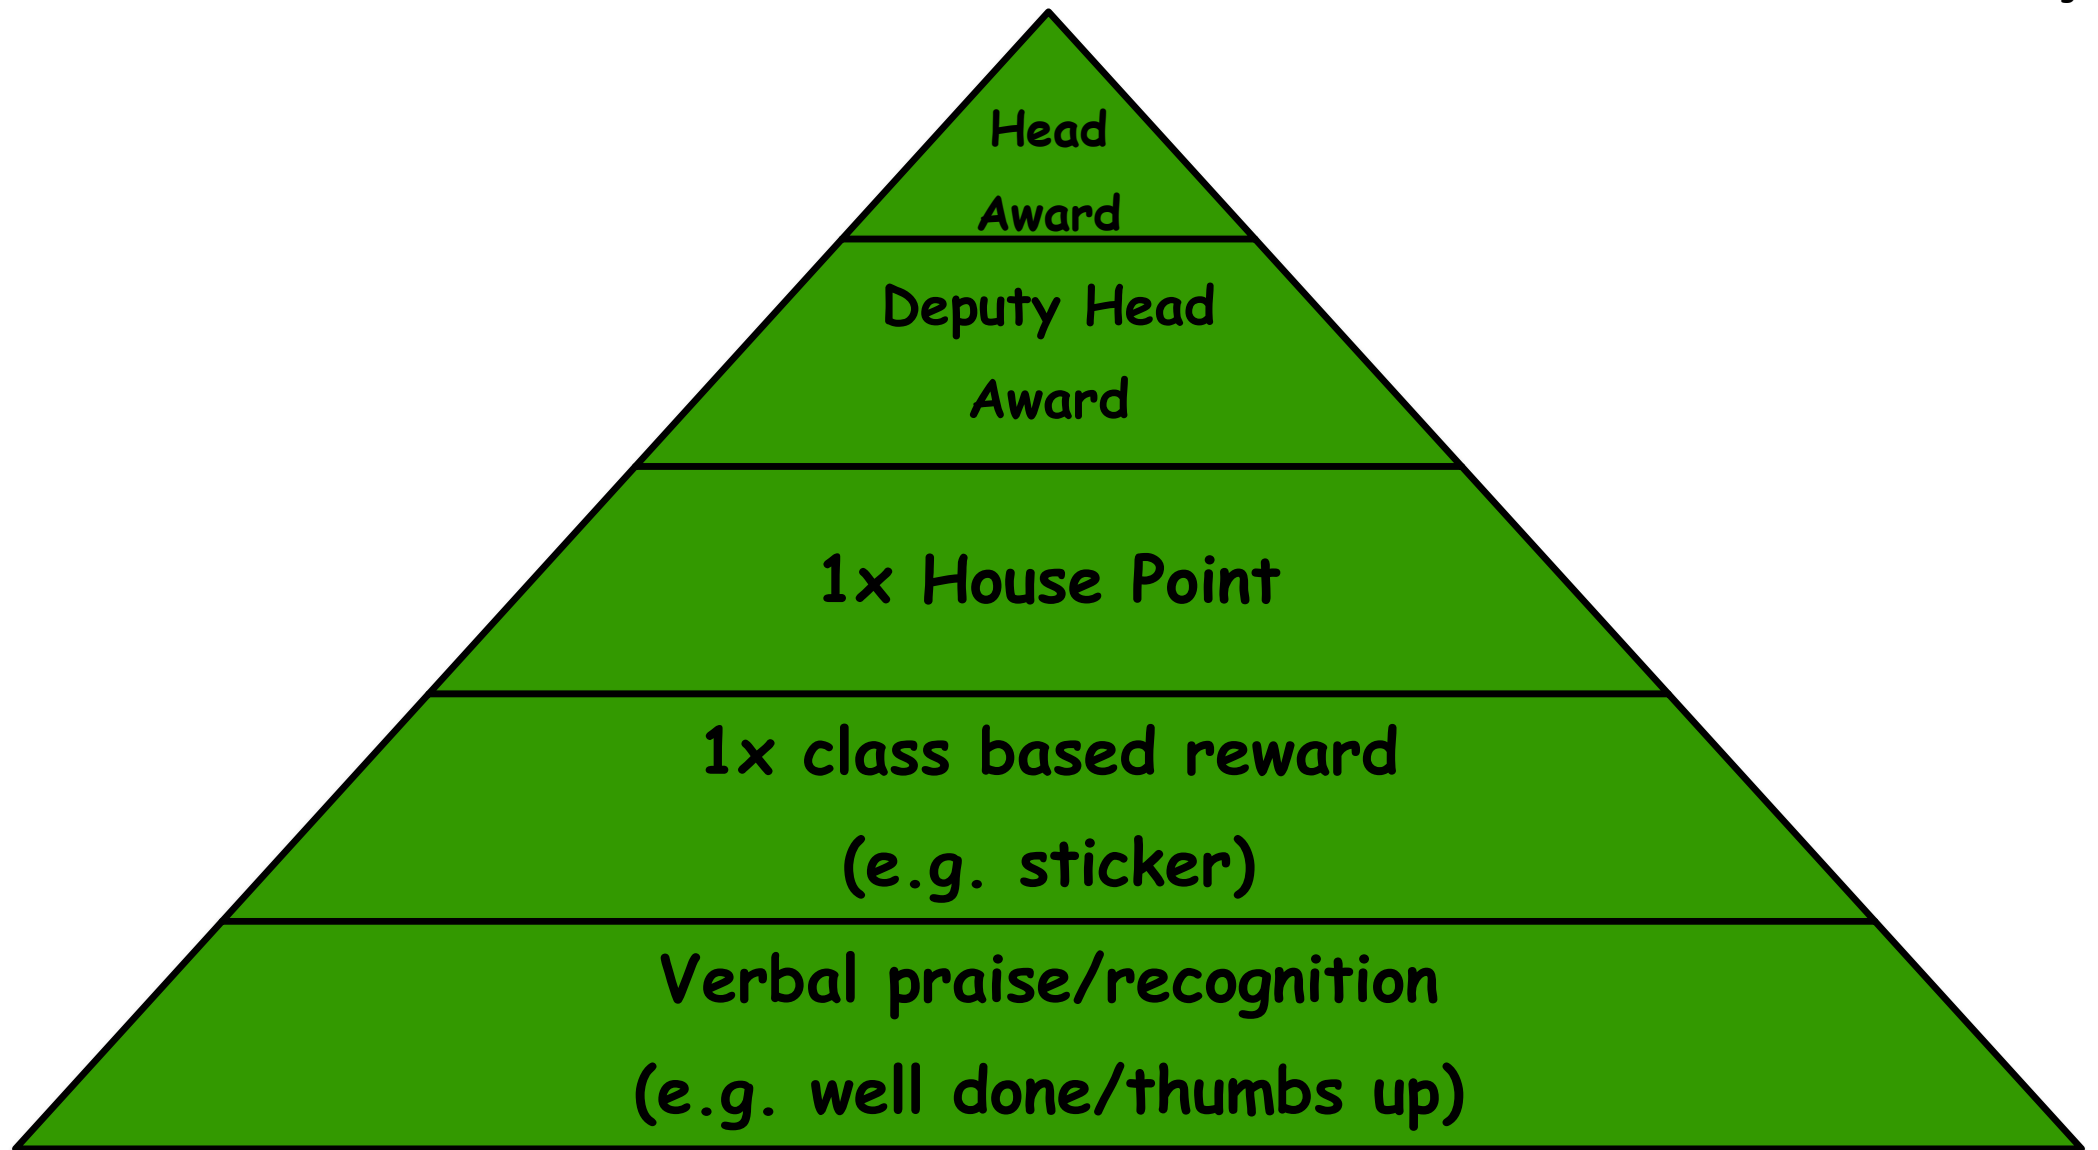 Head
Award
Deputy Head
Award
1x House Point
1x class based reward
(e.g. sticker)
Verbal praise/recognition
(e.g. well done/thumbs up)